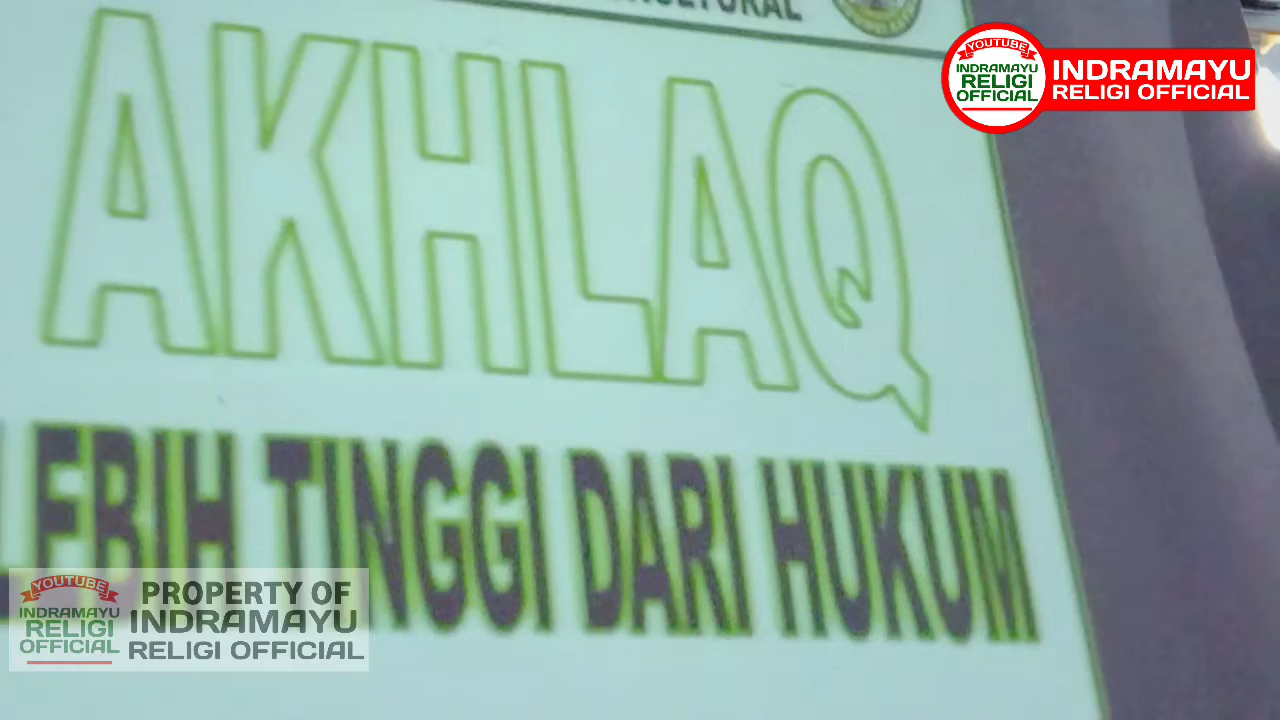 AKHLAQ
LEBIH TINGGI DARI HUKUM
YOUTUBE
INDRAMAYU
RELIGI
OFFICIAL
INDRAMAYU
RELIGI OFFICIAL
YOUTUBE
INDRAMAYU
RELIGI
OFFICIAL
PROPERTY OF
INDRAMAYU
RELIGI OFFICIAL